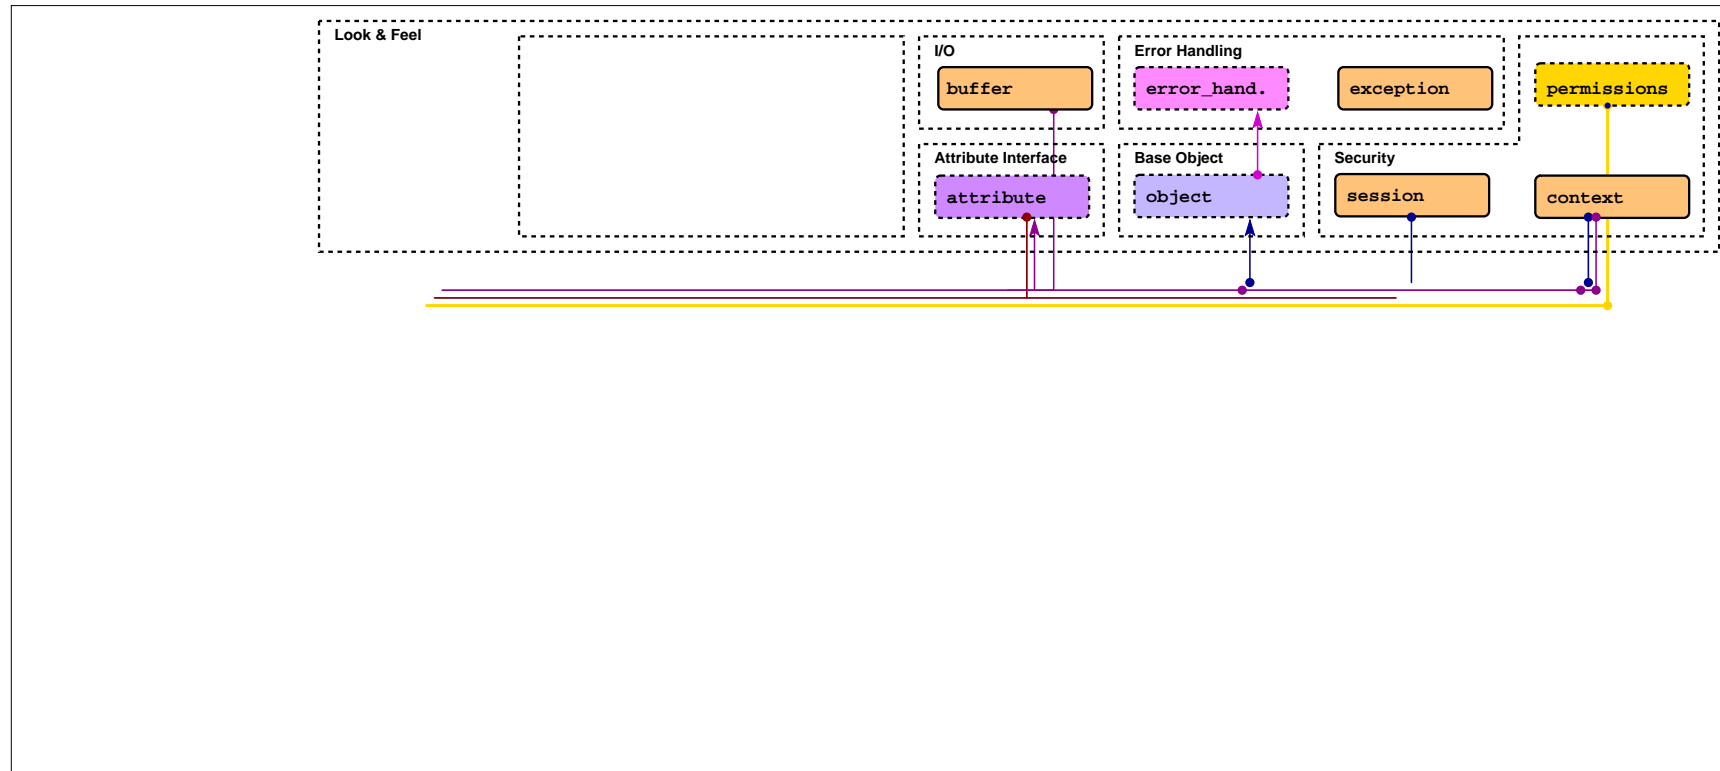 Look & Feel
I/O
Error Handling
buffer
error_hand.
exception
permissions
Attribute Interface
Base Object
Security
attribute
object
session
context